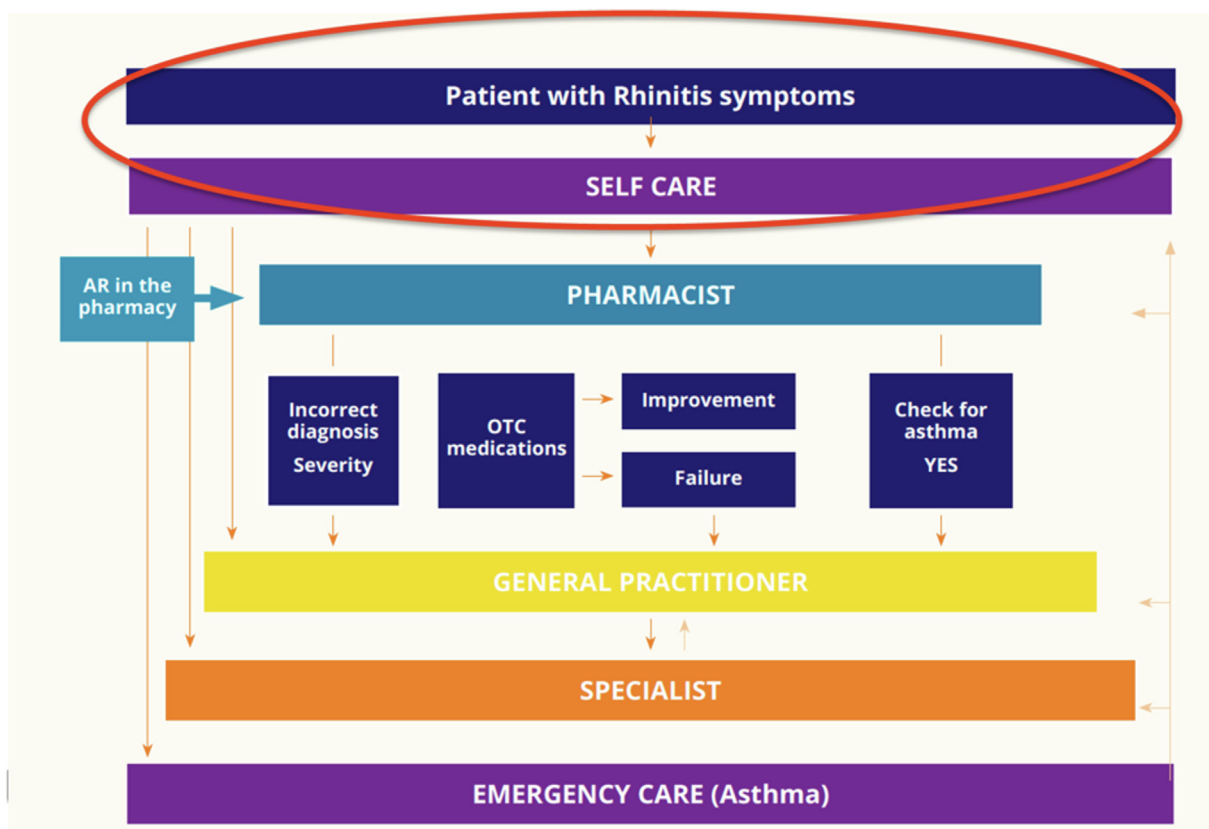 Patient with Rhinitis symptoms
SELF CARE
AR in the
pharmacy
PHARMACIST
Incorrect
diagnosis
Severity
OTC
medications
Improvement
Failure
Check for
asthma
YES
GENERAL PRACTITIONER
SPECIALIST
EMERGENCY CARE (Asthma)